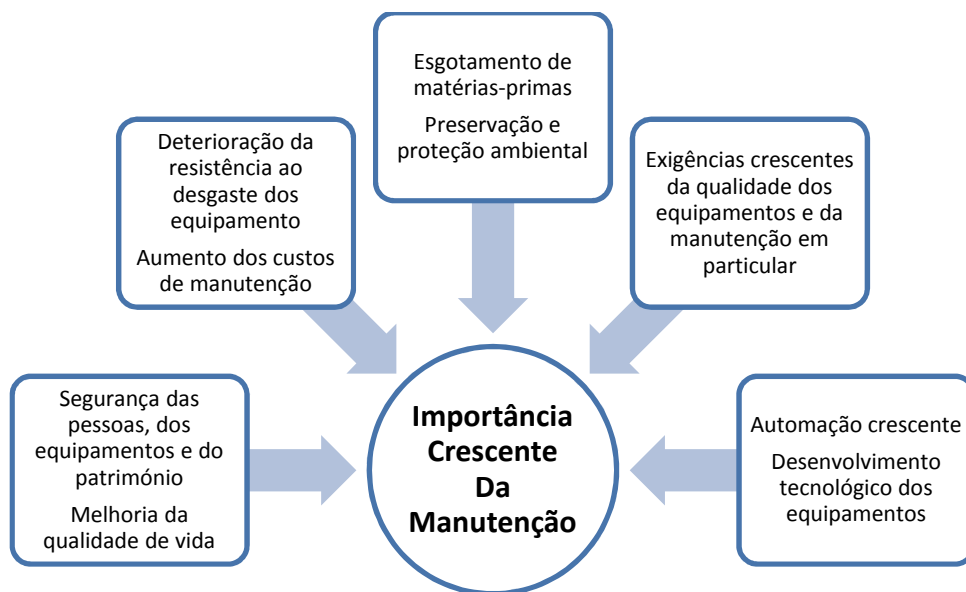 Esgotamento de
matérias-primas
Preservação e
proteção ambiental
Deterioração da
resistência ao
desgaste dos
equipamento
Aumento dos custos
de manutenção
Exigências crescentes
da qualidade dos
equipamentos e da
manutenção em
particular
Segurança das
pessoas, dos
equipamentos e do
património
Melhoria da
qualidade de vida
Importância
Crescente
Da
Manutenção
Automação crescente
Desenvolvimento
tecnológico dos
equipamentos